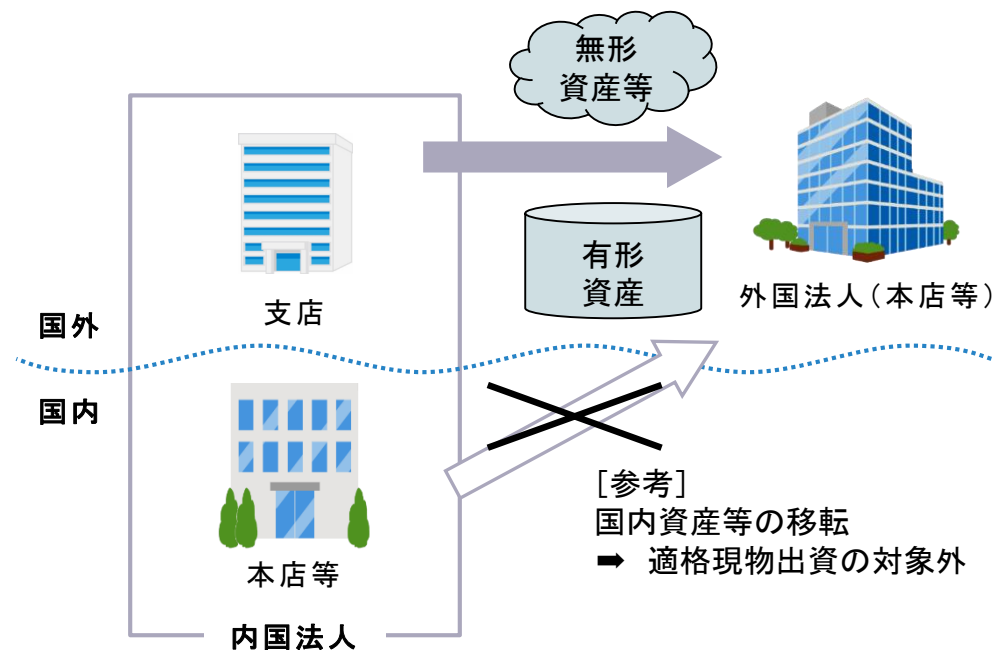 無形
資産等
有形
資産
支店
外国法人(本店等)
国外
国内
[参考]
国内資産等の移転
➡ 適格現物出資の対象外
本店等
内国法人